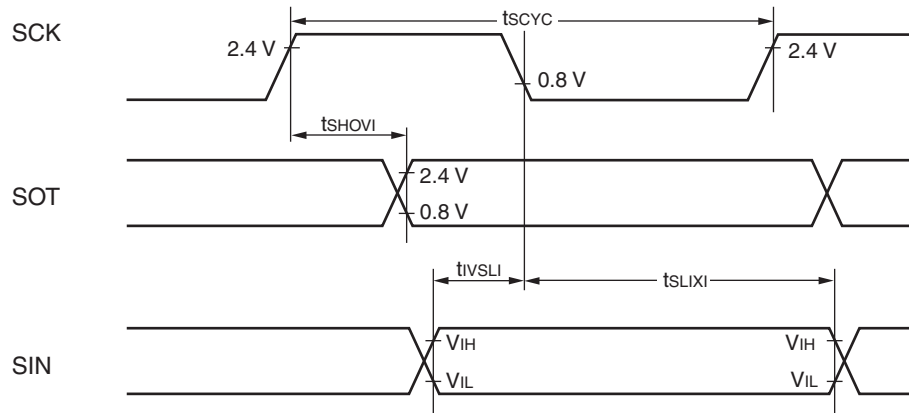 tSCYC
SCK
2.4 V
2.4 V
0.8 V
tSHOVI
SOT
2.4 V
0.8 V
tIVSLI
tSLIXI
SIN
VIH
VIH
VIL
VIL